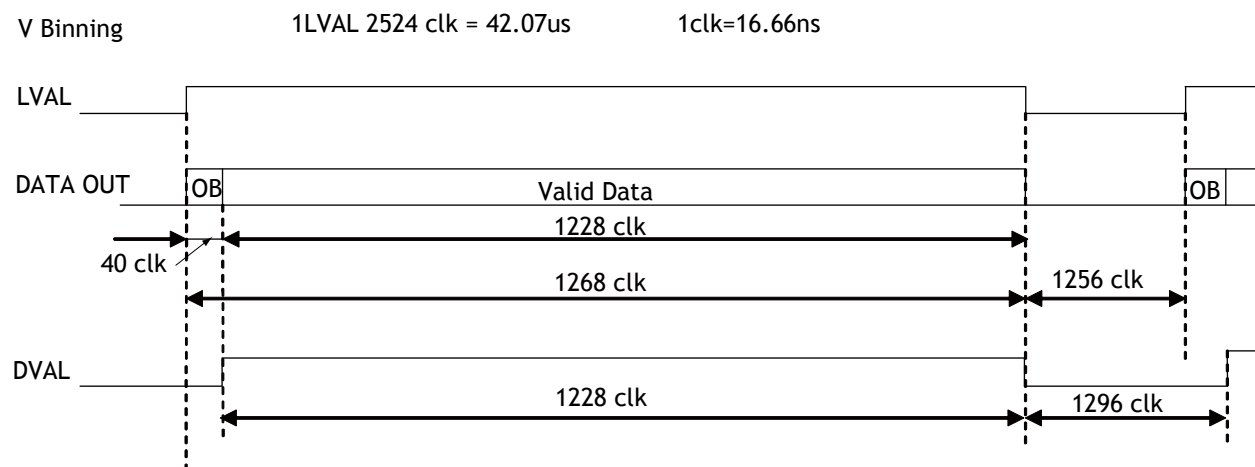 V Binning 1LVAL 2524 clk = 42.07us 1clk=16.66ns
LVAL
DATA OUT OB Valid Data OB
1228 clk
40 clk
1268 clk 1256 clk
DVAL
1228 clk 1296 clk